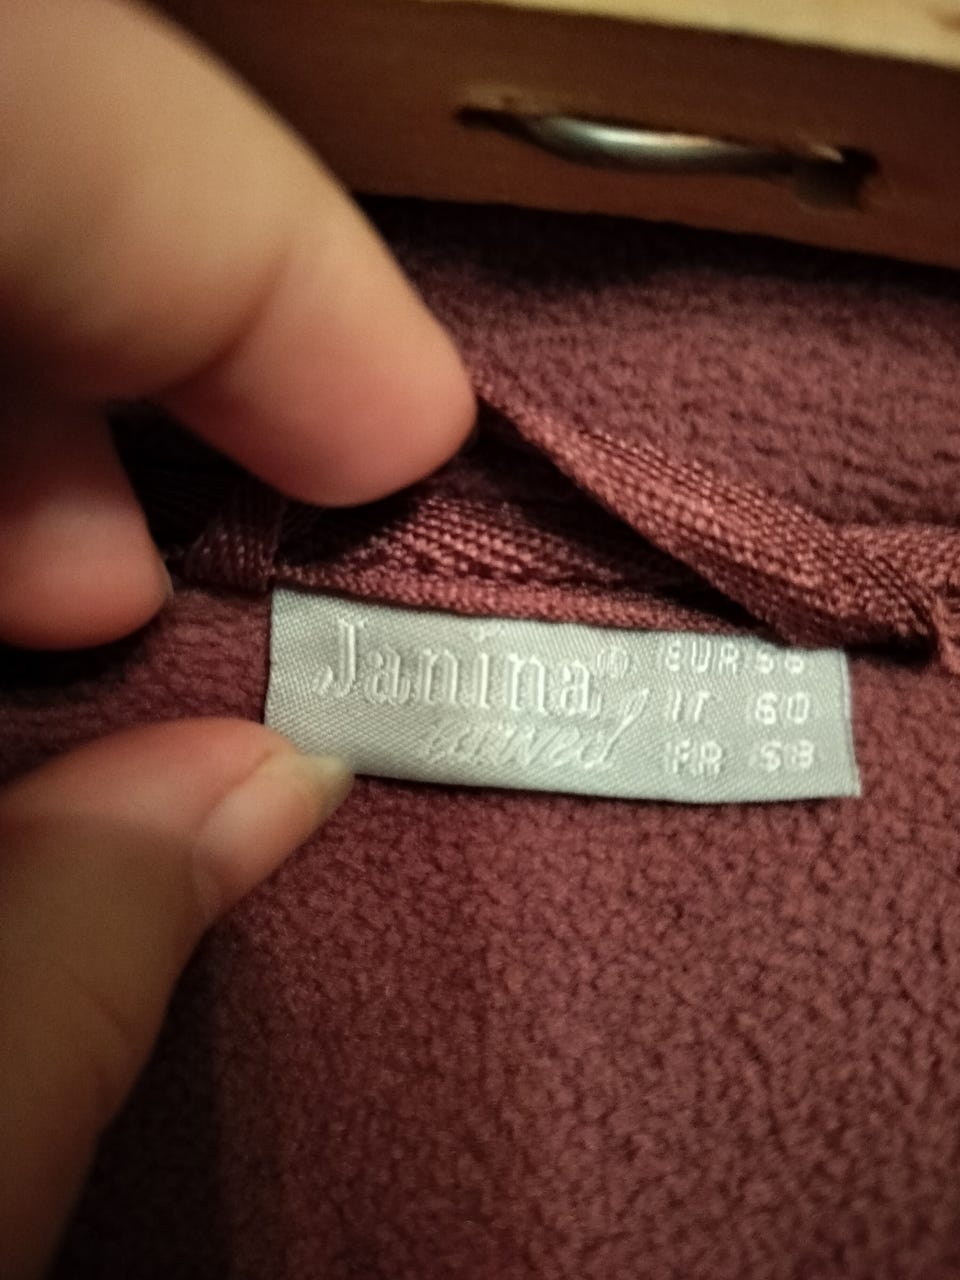 Janina®
curved
EUR 56
IT 60
FR 58